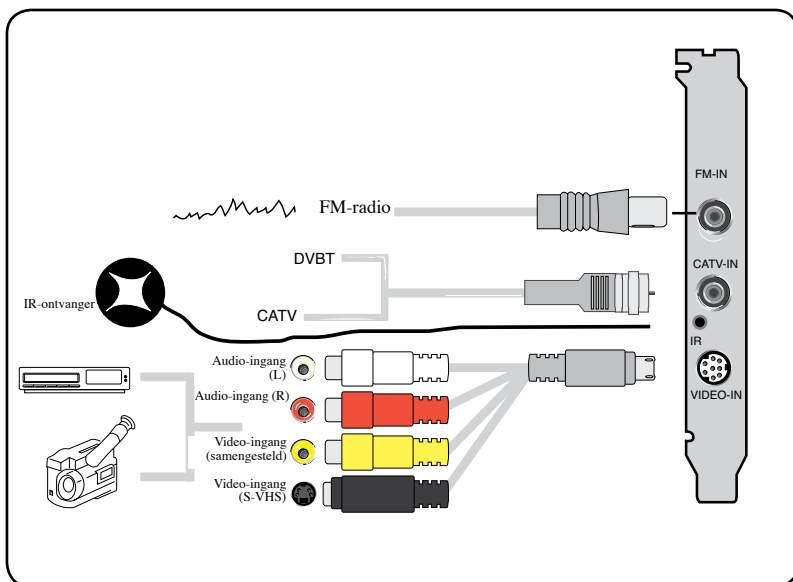 FM-IN
FM-radio
DVBT
CATV-IN
IR-ontvanger
CATV
IR
Audio-ingang
(L)
Audio-ingang (R)
VIDEO-IN
Video-ingang
(samengesteld)
Video-ingang
(S-VHS)